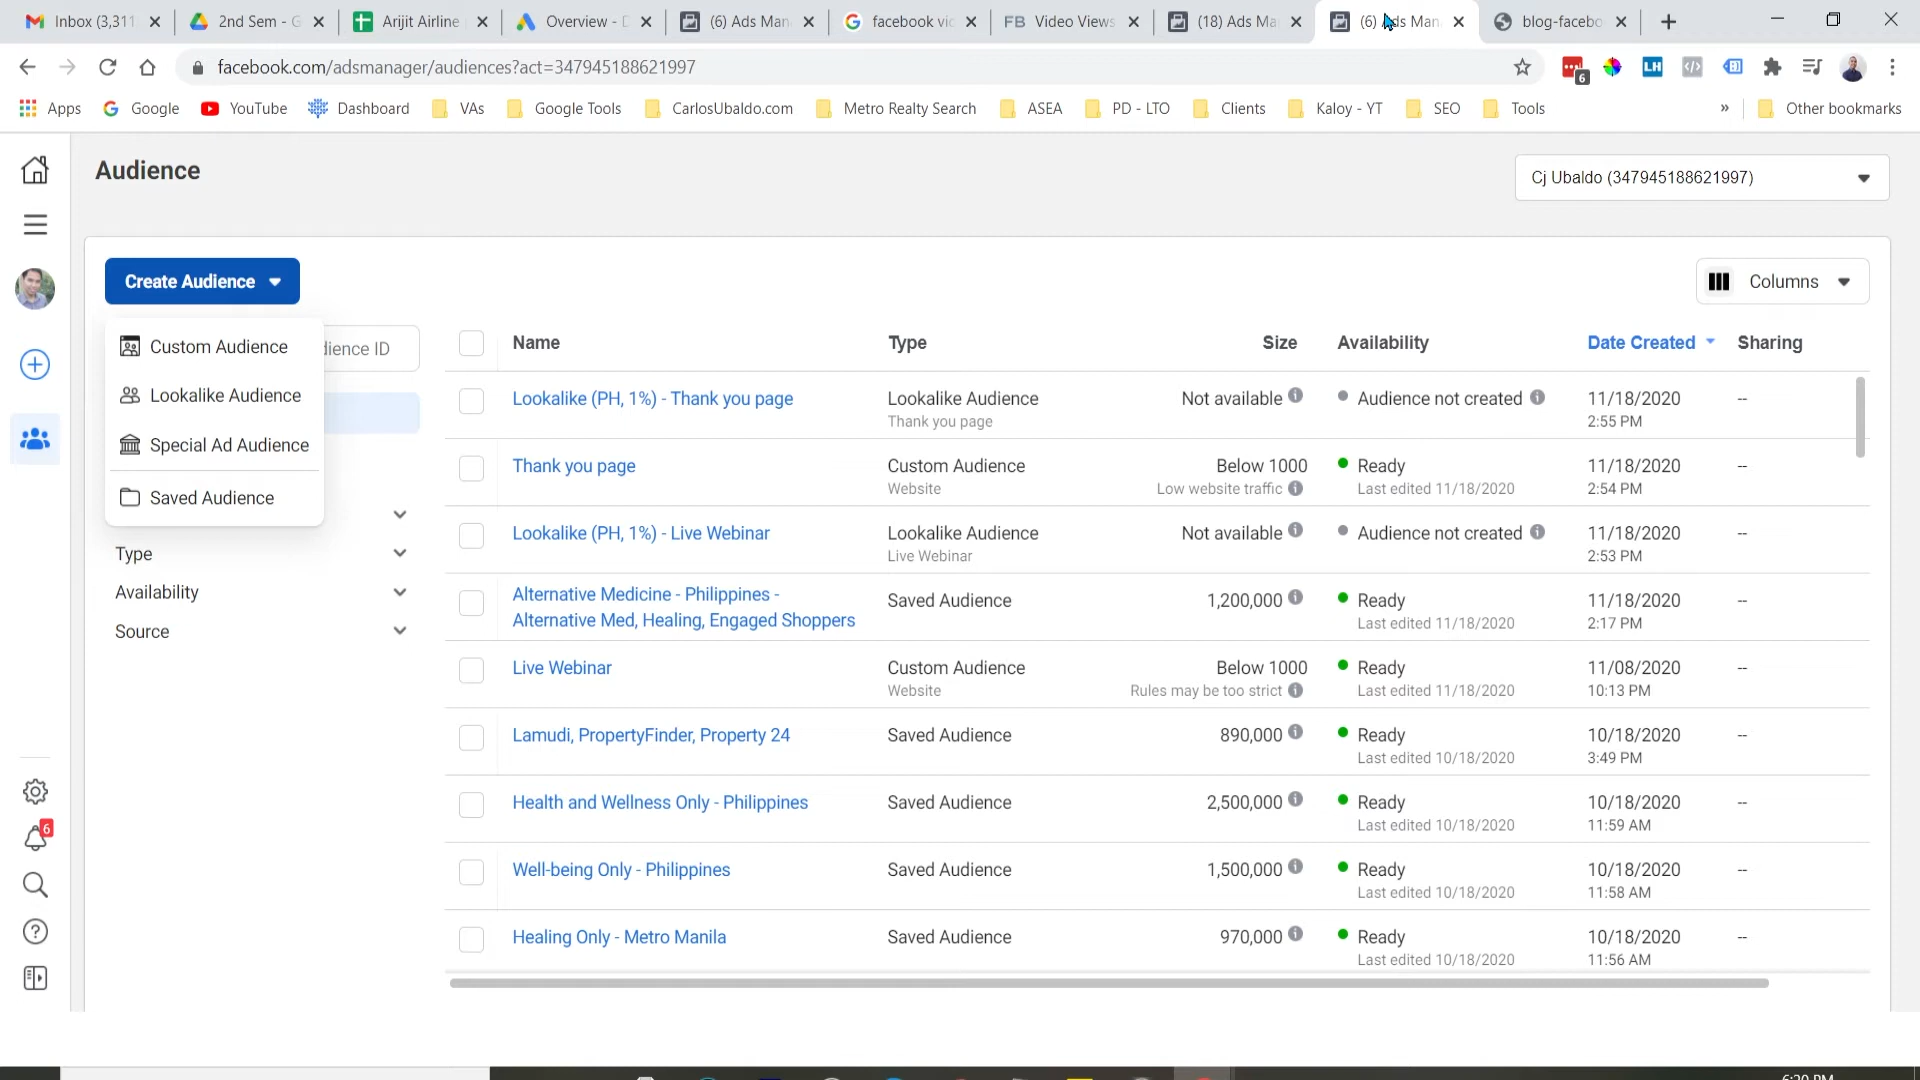 Inbox (3,311
2nd Sem - G
Arijit Airline
Overview - D
(6) Ads Man
facebook vid
FB Video Views
(18) Ads Ma
(6) Ads Man
blog-facebo
facebook.com/adsmanager/audiences?act=347945188621997
6
LH
Apps
Google
YouTube
Dashboard
VAs
Google Tools
CarlosUbaldo.com
Metro Realty Search
ASEA
PD - LTO
Clients
Kaloy - YT
SEO
Tools
»
Other bookmarks
Audience
Cj Ubaldo (347945188621997)
Create Audience
Columns
Custom Audience
Lookalike Audience
Special Ad Audience
Saved Audience
dience ID
Type
Availability
Source
6
Name Type Size Availability Date Created Sharing
Lookalike (PH, 1%) - Thank you page Lookalike Audience Not available Audience not created 11/18/2020 --
Thank you page 2:55 PM
Thank you page Custom Audience Below 1000 Ready 11/18/2020 --
Website Low website traffic Last edited 11/18/2020 2:54 PM
Lookalike (PH, 1%) - Live Webinar Lookalike Audience Not available Audience not created 11/18/2020 --
Live Webinar 2:53 PM
Alternative Medicine - Philippines -
Alternative Med, Healing, Engaged Shoppers
Saved Audience 1,200,000 Ready 11/18/2020 --
Last edited 11/18/2020 2:17 PM
Live Webinar Custom Audience Below 1000 Ready 11/08/2020 --
Website Rules may be too strict Last edited 11/18/2020 10:13 PM
Lamudi, PropertyFinder, Property 24 Saved Audience 890,000 Ready 10/18/2020 --
Last edited 10/18/2020 3:49 PM
Health and Wellness Only - Philippines Saved Audience 2,500,000 Ready 10/18/2020 --
Last edited 10/18/2020 11:59 AM
Well-being Only - Philippines Saved Audience 1,500,000 Ready 10/18/2020 --
Last edited 10/18/2020 11:58 AM
Healing Only - Metro Manila Saved Audience 970,000 Ready 10/18/2020 --
Last edited 10/18/2020 11:56 AM
6:20 PM